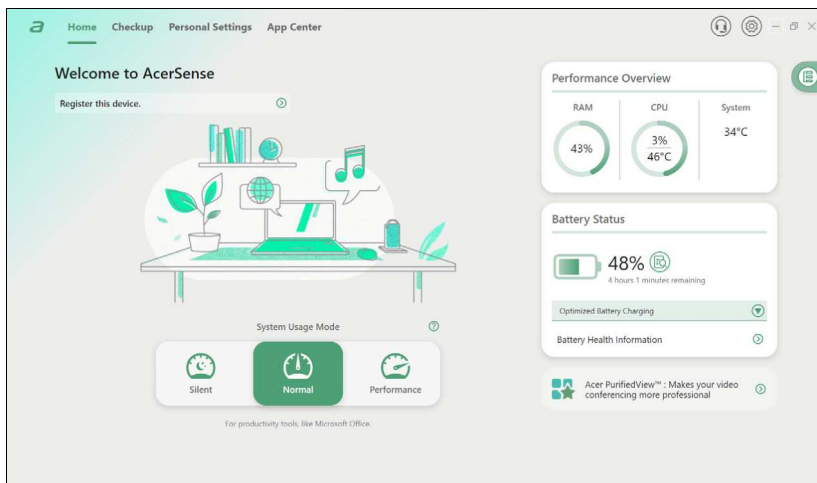 a Home Checkup Personal Settings App Center
Welcome to AcerSense
Register this device.
System Usage Mode
Silent
Normal
Performance
For productivity tools, like Microsoft Office.
Performance Overview
RAM
CPU
System
43%
3%
46°C
34°C
Battery Status
48%
4 hours 1 minutes remaining
Optimized Battery Charging
Battery Health Information
Acer PurifiedView™ : Makes your video
conferencing more professional